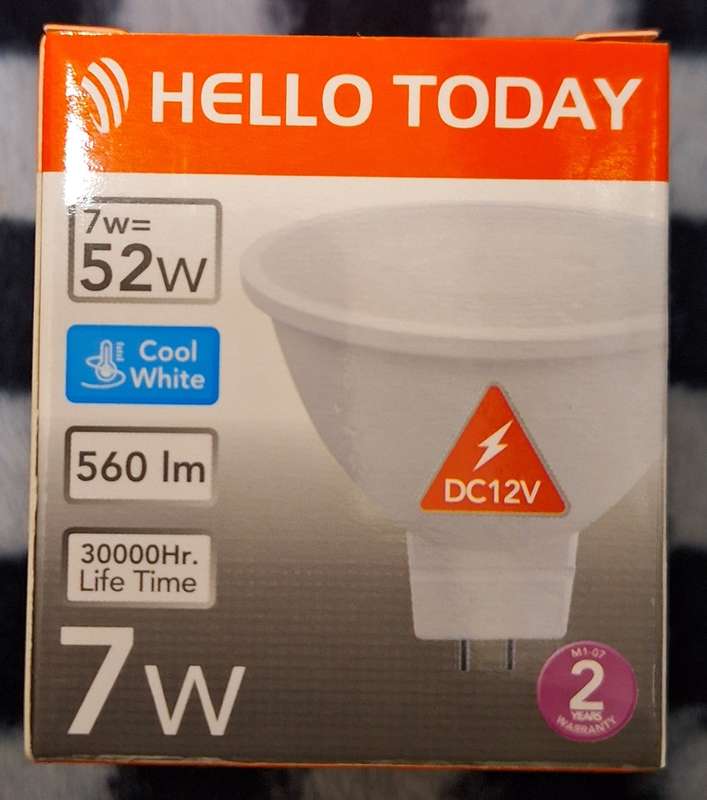 HELLO TODAY
7w=
52W
Cool
White
560 lm
30000Hr.
Life Time
DC12V
7W
M1-07
2
YEARS
WARRANTY